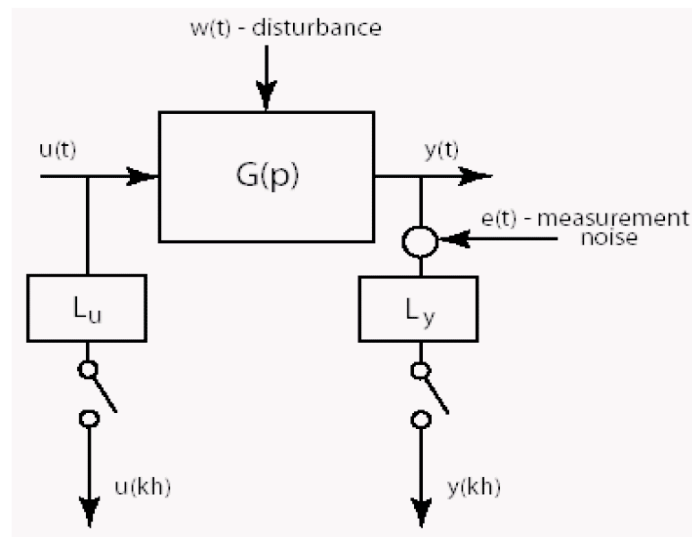 w(t) - disturbance
u(t)
G(p)
y(t)
e(t) - measurement
noise
Lu
Ly
u(kh)
y(kh)